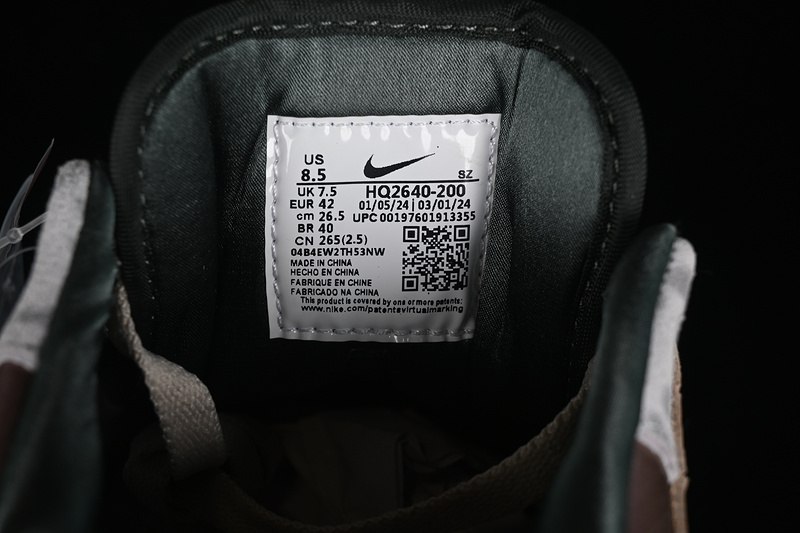 US
8.5
SZ
UK 7.5
HQ2640-200
EUR 42
01/05/24 | 03/01/24
cm 26.5
UPC 00197601913355
BR 40
CN 265(2.5)
04B4EW2TH53NW
MADE IN CHINA
HECHO EN CHINA
FABRIQUE EN CHINE
FABRICADO NA CHINA
This product is covered by one or more patents:
www.nike.com/patentsvirtualmarking